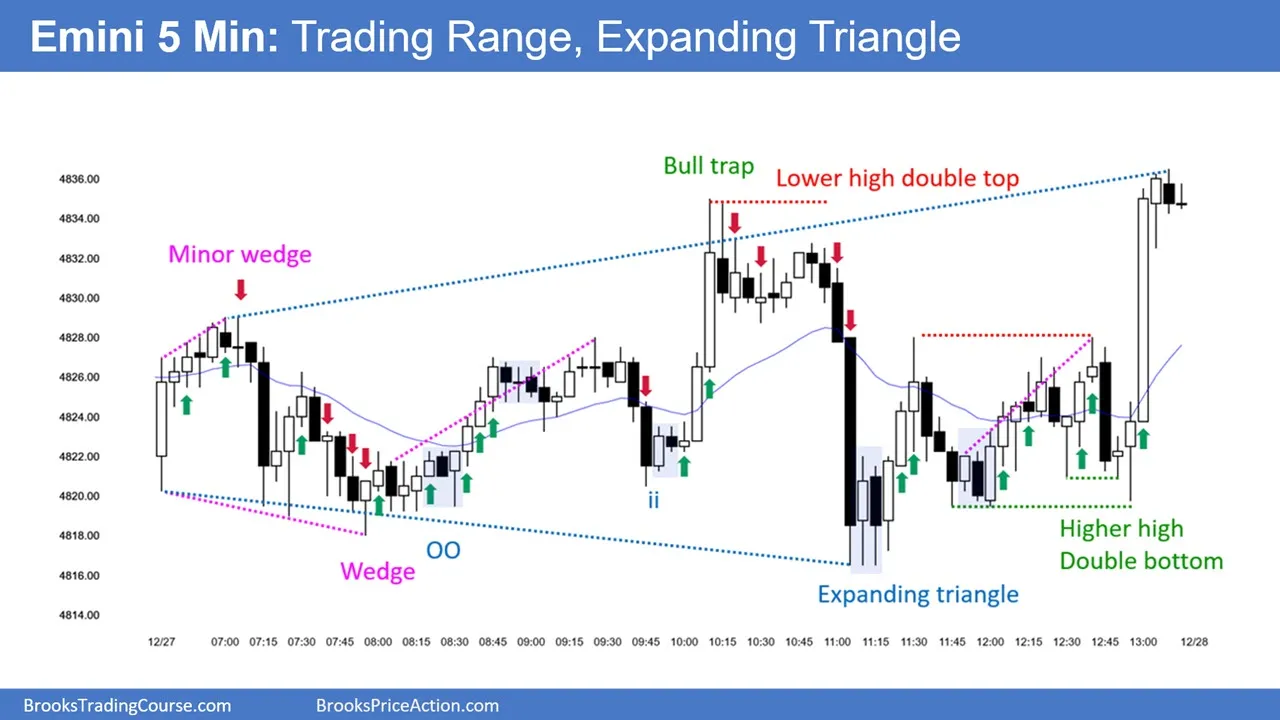 Emini 5 Min: Trading Range, Expanding Triangle
Bull trap
Lower high double top
Minor wedge
Wedge
OO
ii
Expanding triangle
Higher high
Double bottom
4836.00
4834.00
4832.00
4830.00
4828.00
4826.00
4824.00
4822.00
4820.00
4818.00
4816.00
4814.00
12/27 07:00 07:15 07:30 07:45 08:00 08:15 08:30 08:45 09:00 09:15 09:30 09:45 10:00 10:15 10:30 10:45 11:00 11:15 11:30 11:45 12:00 12:15 12:30 12:45 13:00 12/28
BrooksTradingCourse.com BrooksPriceAction.com